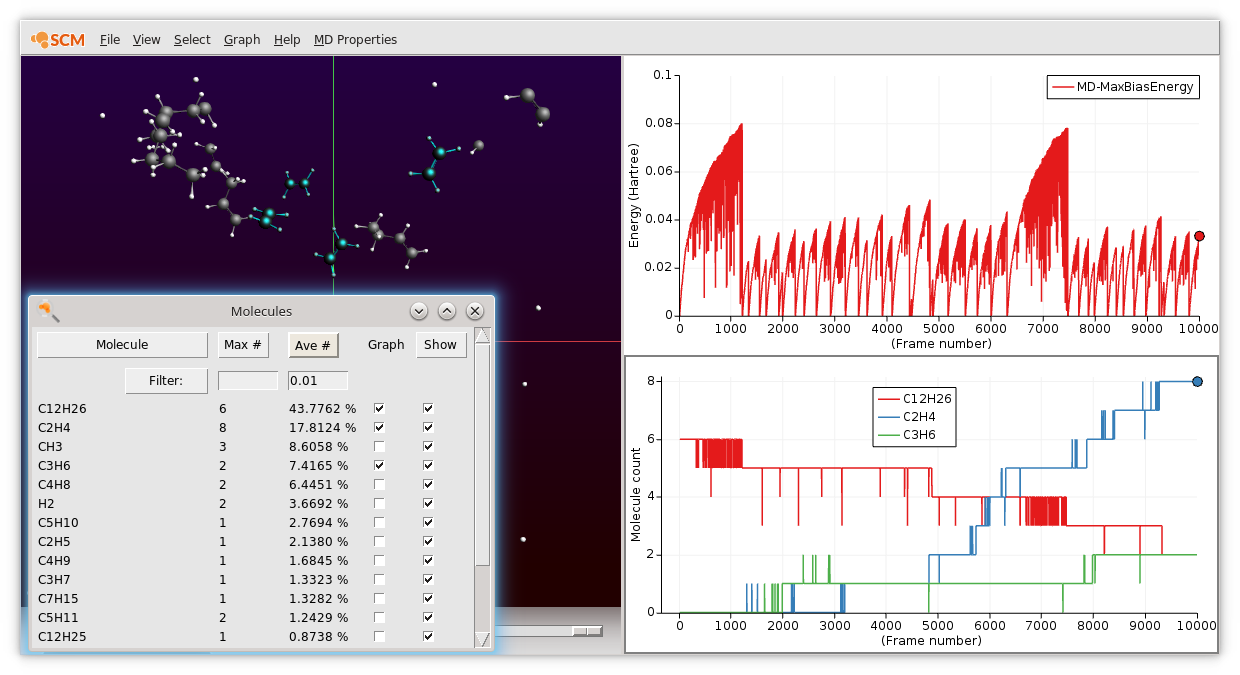 SCM File View Select Graph Help MD Properties
Molecules
Molecule Max # Ave # Graph Show
Filter: 0.01
C12H26 6 43.7762 %
C2H4 8 17.8124 %
CH3 3 8.6058 %
C3H6 2 7.4165 %
C4H8 2 6.4451 %
H2 2 3.6692 %
C5H10 1 2.7694 %
C2H5 1 2.1380 %
C4H9 1 1.6845 %
C3H7 1 1.3323 %
C7H15 1 1.3282 %
C5H11 2 1.2429 %
C12H25 1 0.8738 %
0.1
0.08
0.06
0.04
0.02
0
Energy (Hartree)
MD-MaxBiasEnergy
0 1000 2000 3000 4000 5000 6000 7000 8000 9000 10000
(Frame number)
8
6
4
2
0
Molecule count
C12H26
C2H4
C3H6
0 1000 2000 3000 4000 5000 6000 7000 8000 9000 10000
(Frame number)